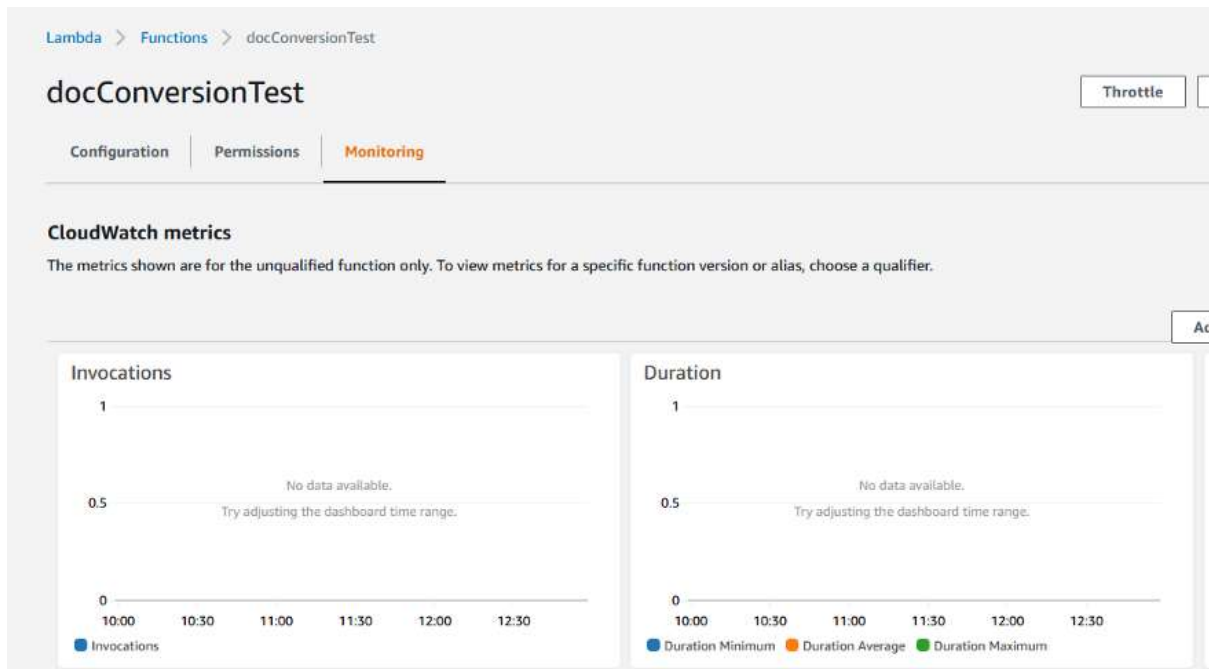 Lambda > Functions > docConversionTest
docConversionTest
Throttle
Configuration Permissions Monitoring
CloudWatch metrics
The metrics shown are for the unqualified function only. To view metrics for a specific function version or alias, choose a qualifier.
Invocations
1
0.5
0
No data available.
Try adjusting the dashboard time range.
10:00 10:30 11:00 11:30 12:00 12:30
Invocations
Duration
1
0.5
0
No data available.
Try adjusting the dashboard time range.
10:00 10:30 11:00 11:30 12:00 12:30
Duration Minimum Duration Average Duration Maximum